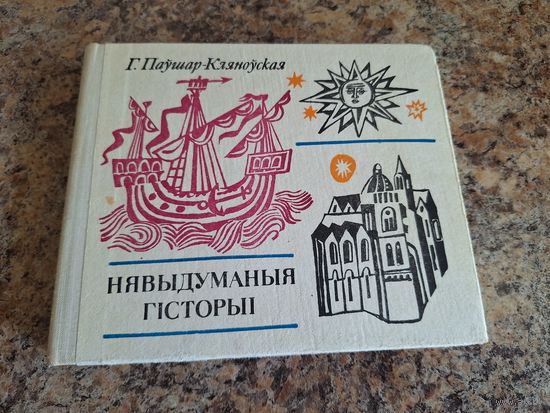 Г. Паўшар-Кляноўская
НЯВЫДУМАНЫЯ
ГІСТОРЫІ